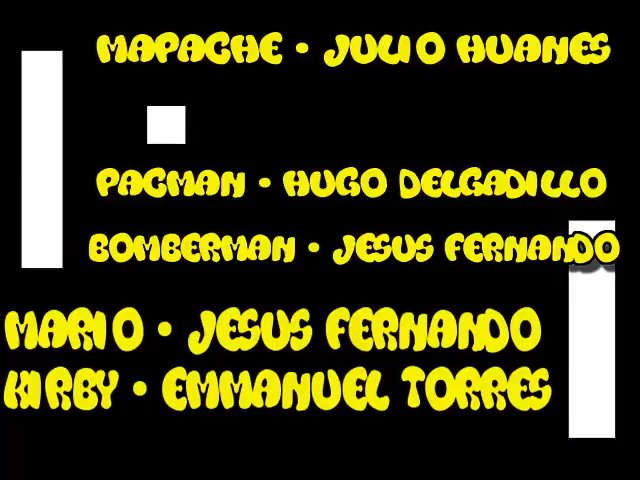 MAPACHE • JULIO HUANES
PACMAN • HUGO DELGADILLO
BOMBERMAN • JESUS FERNANDO
MARIO • JESUS FERNANDO
KIRBY • EMMANUEL TORRES